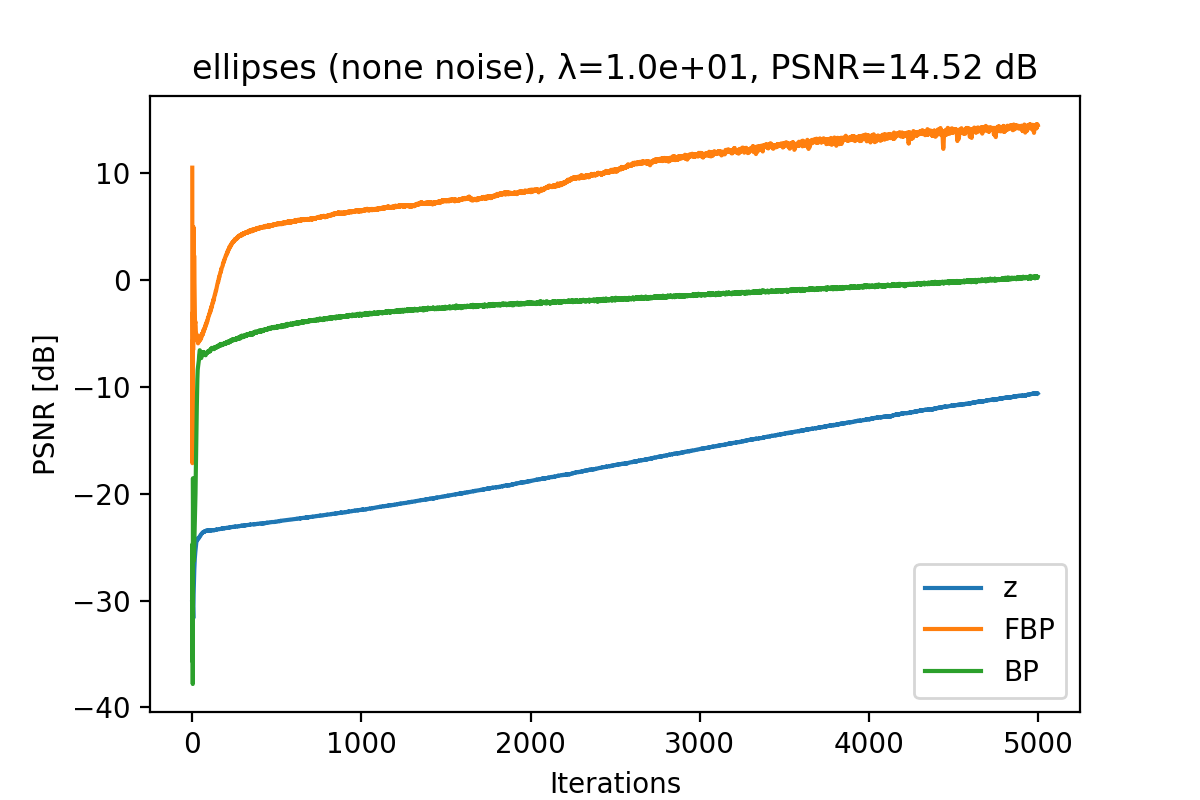 ellipses (none noise), λ=1.0e+01, PSNR=14.52 dB
PSNR [dB]
10
0
−10
−20
−30
−40
z
FBP
BP
0 1000 2000 3000 4000 5000
Iterations